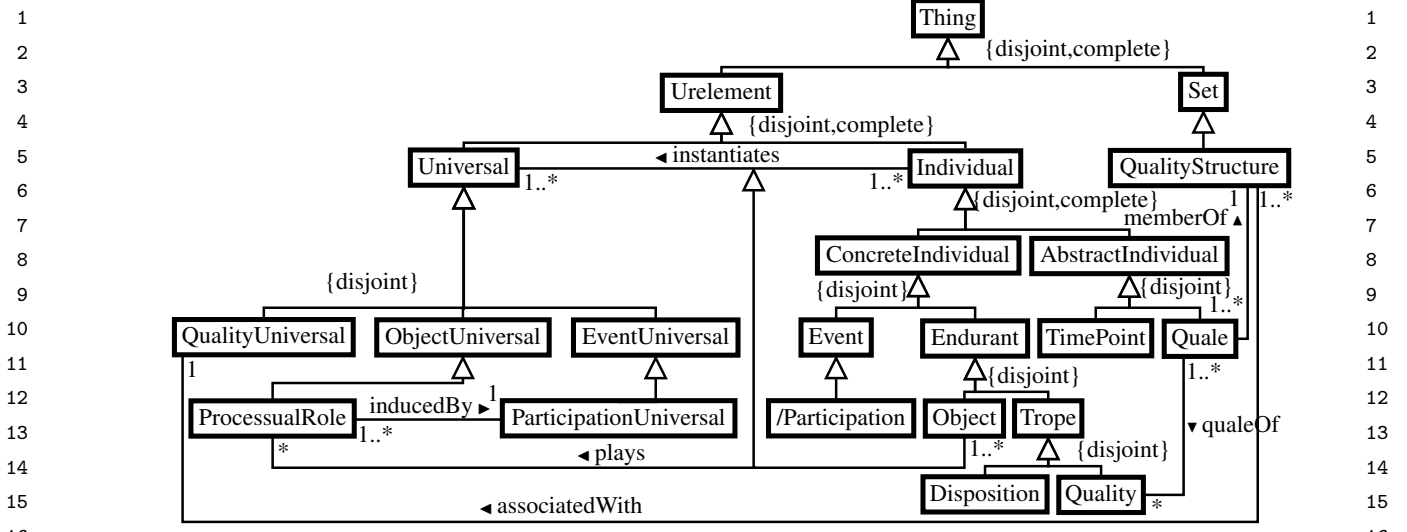 1 Thing 1
2 {disjoint,complete} 2
3 Urelement Set 3
4 {disjoint,complete} 4
5 Universal ◄ instantiates Individual QualityStructure 5
6 1..* 1..* {disjoint,complete} 1 1..* 6
7 memberOf ▲ 7
8 ConcreteIndividual AbstractIndividual 8
9 {disjoint} {disjoint} {disjoint} 1..* 9
10 QualityUniversal ObjectUniversal EventUniversal Event Endurant TimePoint Quale 10
11 1 {disjoint} 1..* 11
12 ProcessualRole inducedBy ► 1 ParticipationUniversal /Participation Object Trope 12
13 1..* ▼ qualeOf 13
14 * ◄ plays 1..* {disjoint} 14
15 ◄ associatedWith Disposition Quality * 15